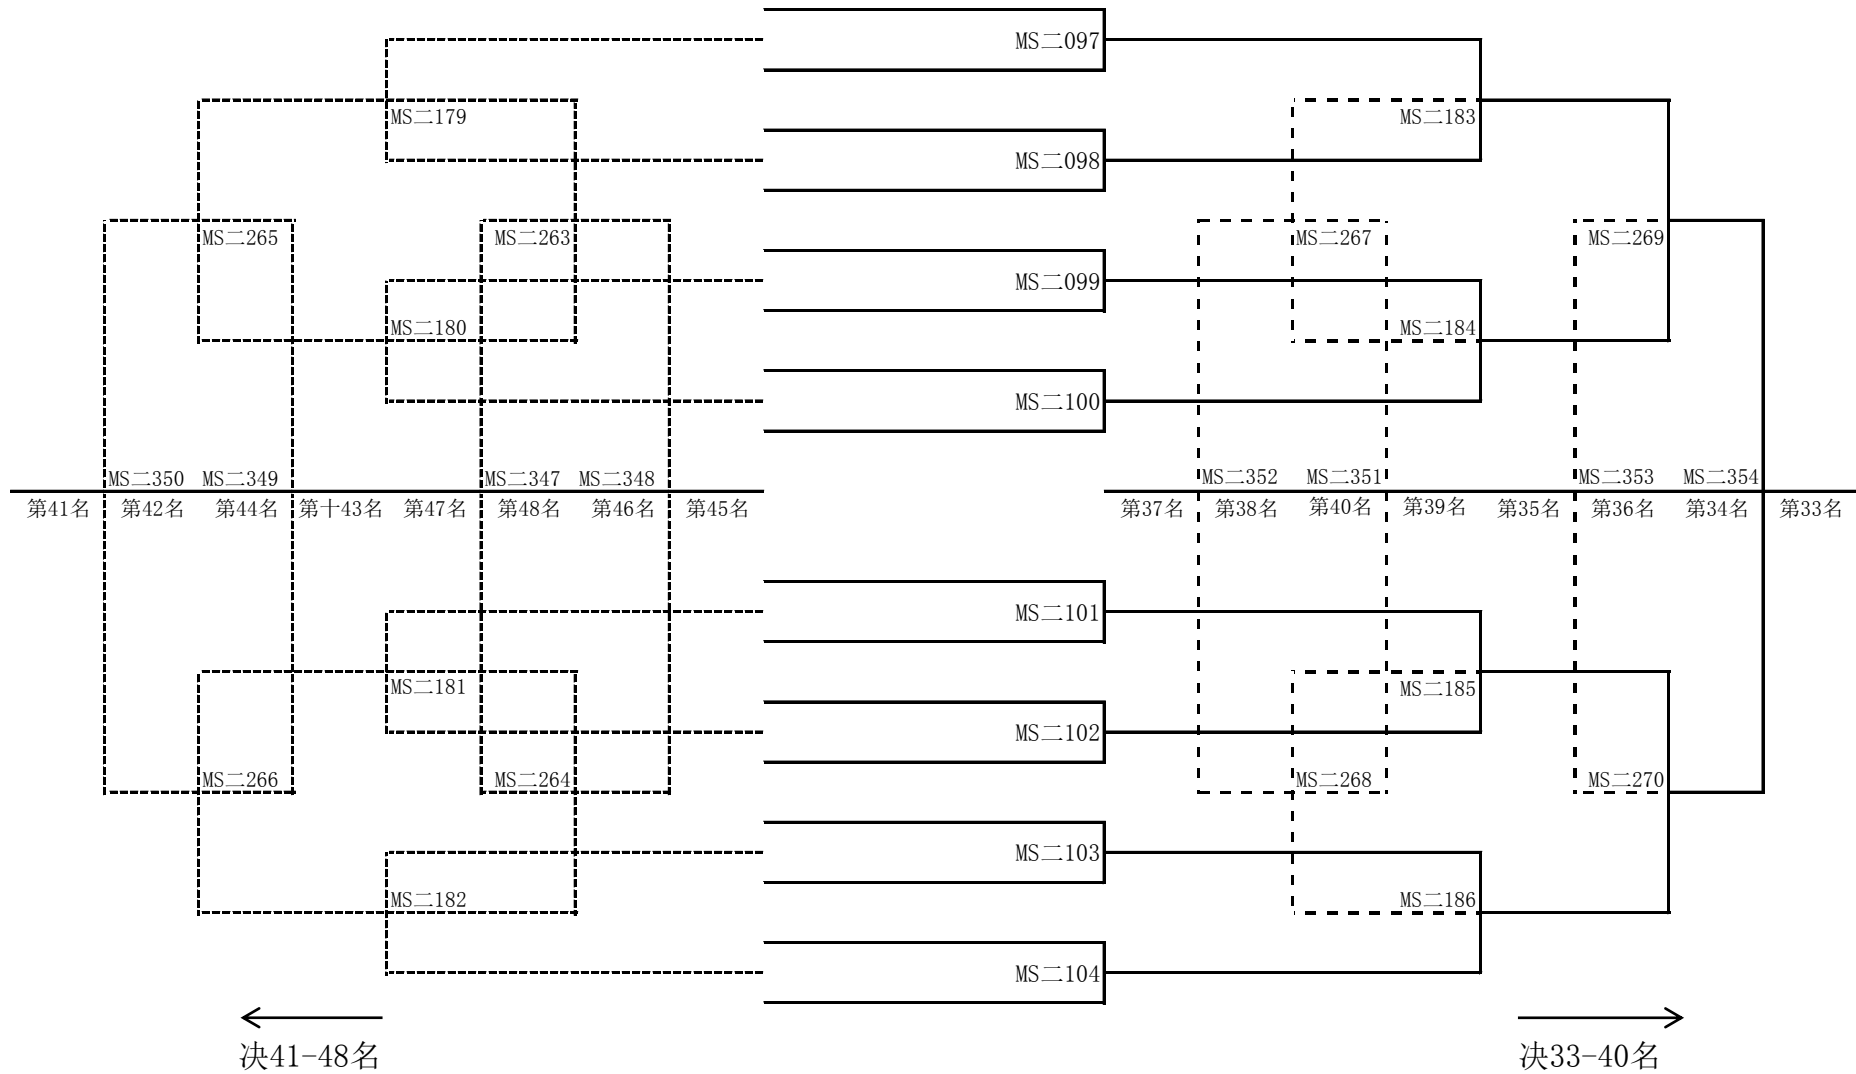 MS二097
MS二179 MS二098 MS二183
MS二265 MS二263 MS二267 MS二269
MS二099
MS二180 MS二184
MS二100
MS二350 MS二349 MS二347 MS二348 MS二352 MS二351 MS二353 MS二354
第41名 第42名 第44名 第十43名 第47名 第48名 第46名 第45名 第37名 第38名 第40名 第39名 第35名 第36名 第34名 第33名
MS二101
MS二181 MS二185
MS二102
MS二266 MS二264 MS二268 MS二270
MS二103
MS二182 MS二186
MS二104
决41-48名 决33-40名